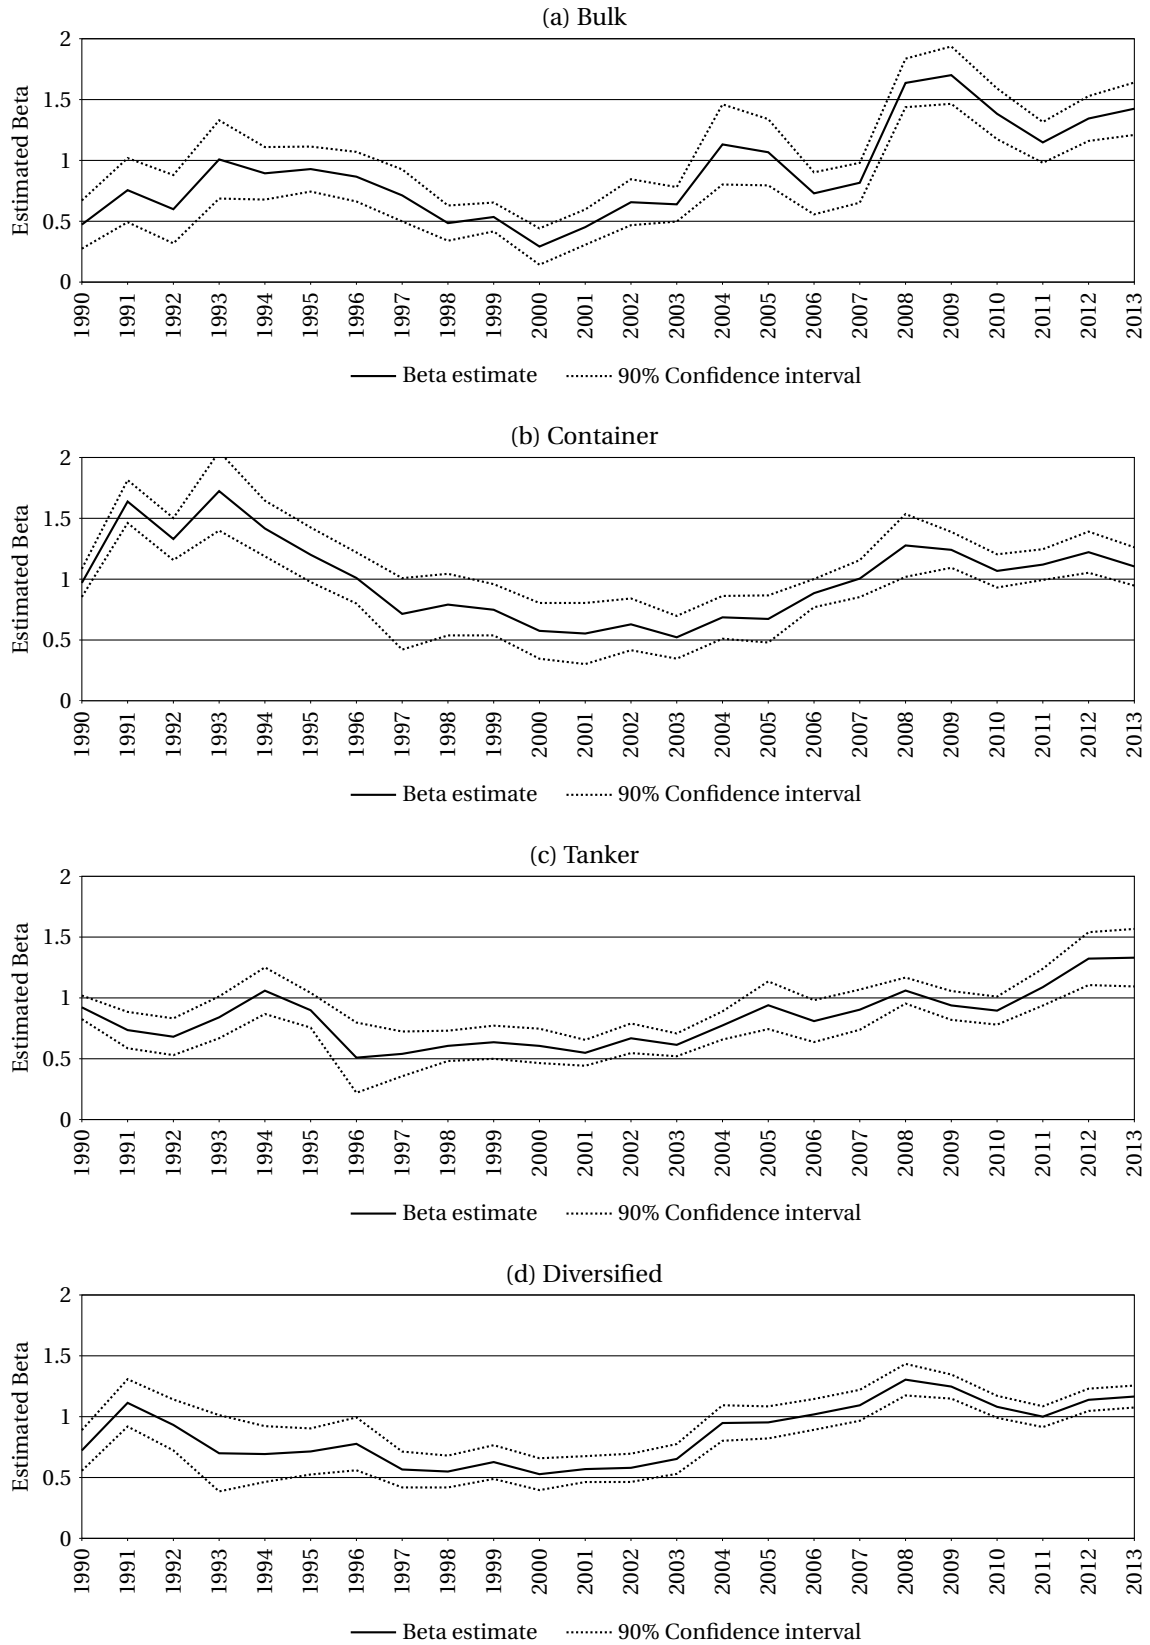 (a) Bulk
Estimated Beta
2
1.5
1
0.5
0
1990 1991 1992 1993 1994 1995 1996 1997 1998 1999 2000 2001 2002 2003 2004 2005 2006 2007 2008 2009 2010 2011 2012 2013
Beta estimate 90% Confidence interval
(b) Container
Estimated Beta
2
1.5
1
0.5
0
1990 1991 1992 1993 1994 1995 1996 1997 1998 1999 2000 2001 2002 2003 2004 2005 2006 2007 2008 2009 2010 2011 2012 2013
Beta estimate 90% Confidence interval
(c) Tanker
Estimated Beta
2
1.5
1
0.5
0
1990 1991 1992 1993 1994 1995 1996 1997 1998 1999 2000 2001 2002 2003 2004 2005 2006 2007 2008 2009 2010 2011 2012 2013
Beta estimate 90% Confidence interval
(d) Diversified
Estimated Beta
2
1.5
1
0.5
0
1990 1991 1992 1993 1994 1995 1996 1997 1998 1999 2000 2001 2002 2003 2004 2005 2006 2007 2008 2009 2010 2011 2012 2013
Beta estimate 90% Confidence interval